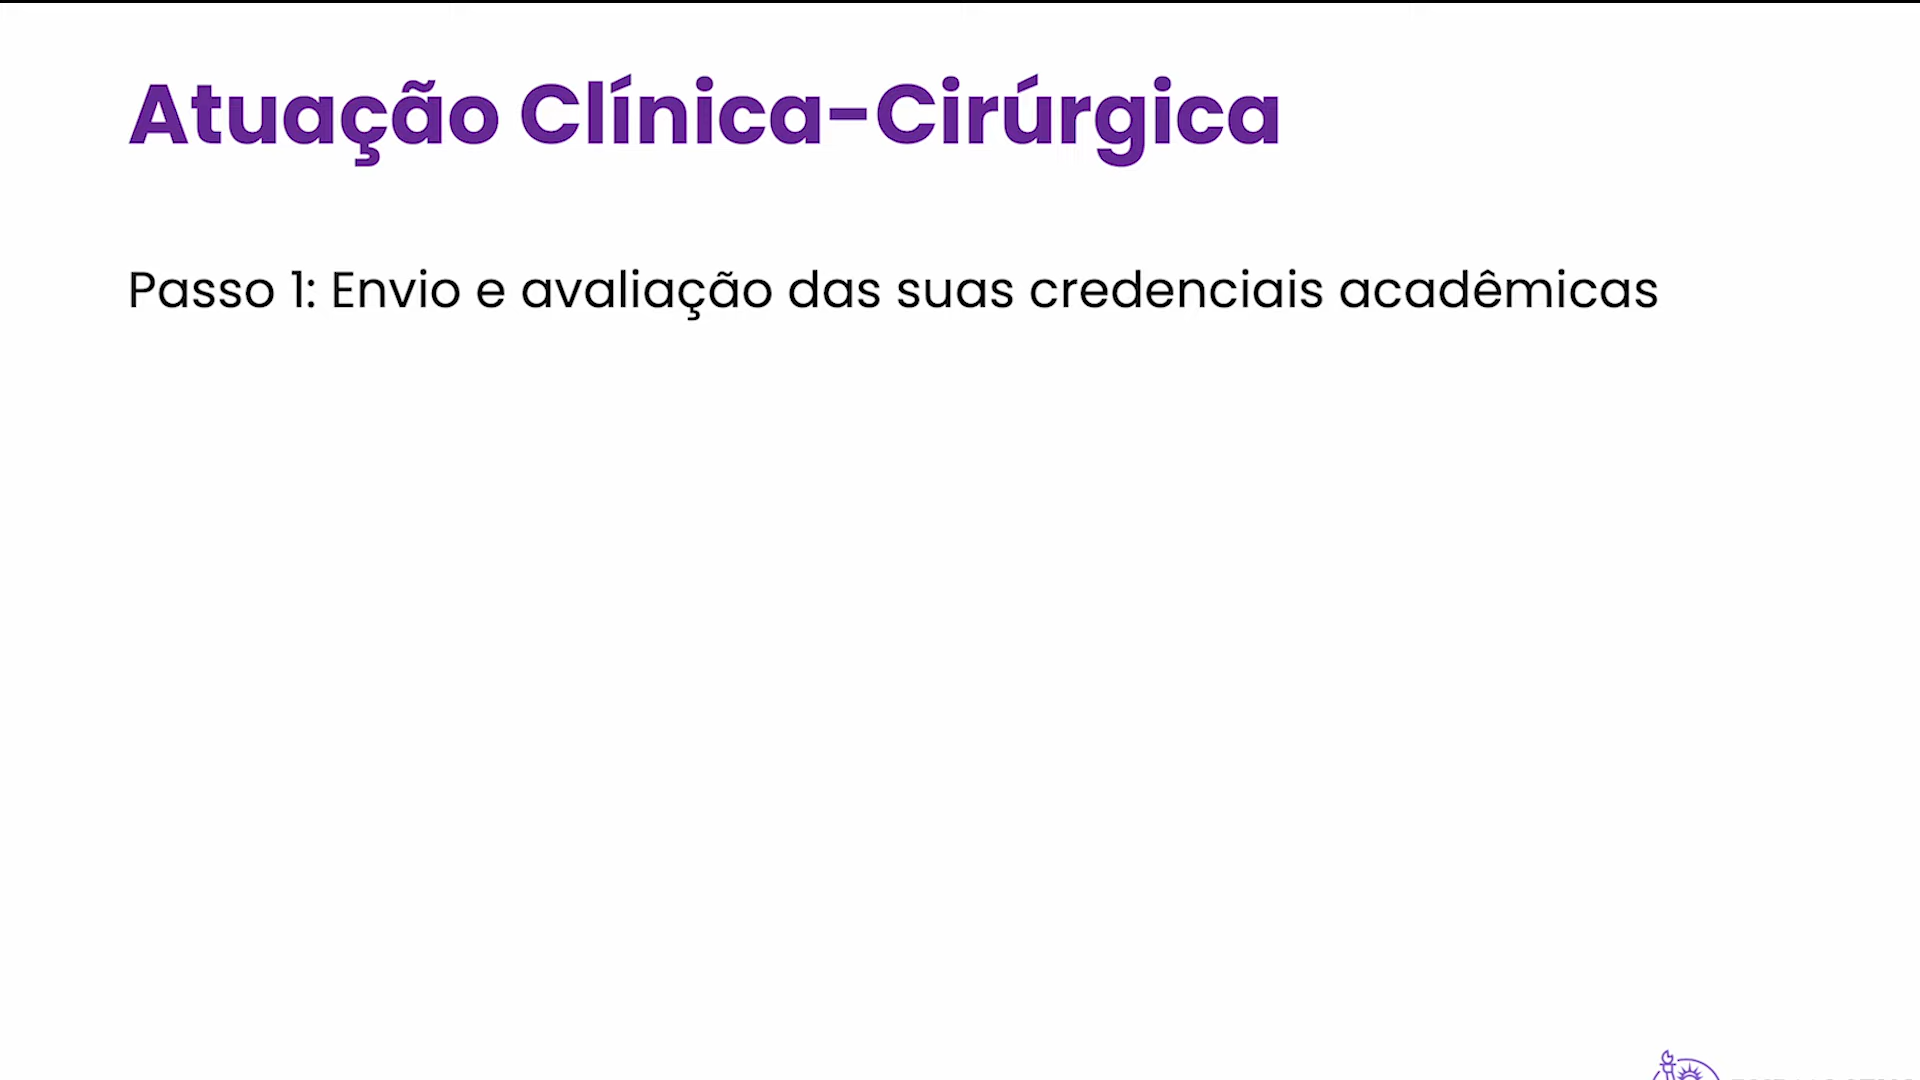 Atuação Clínica-Cirúrgica
Passo 1: Envio e avaliação das suas credenciais acadêmicas